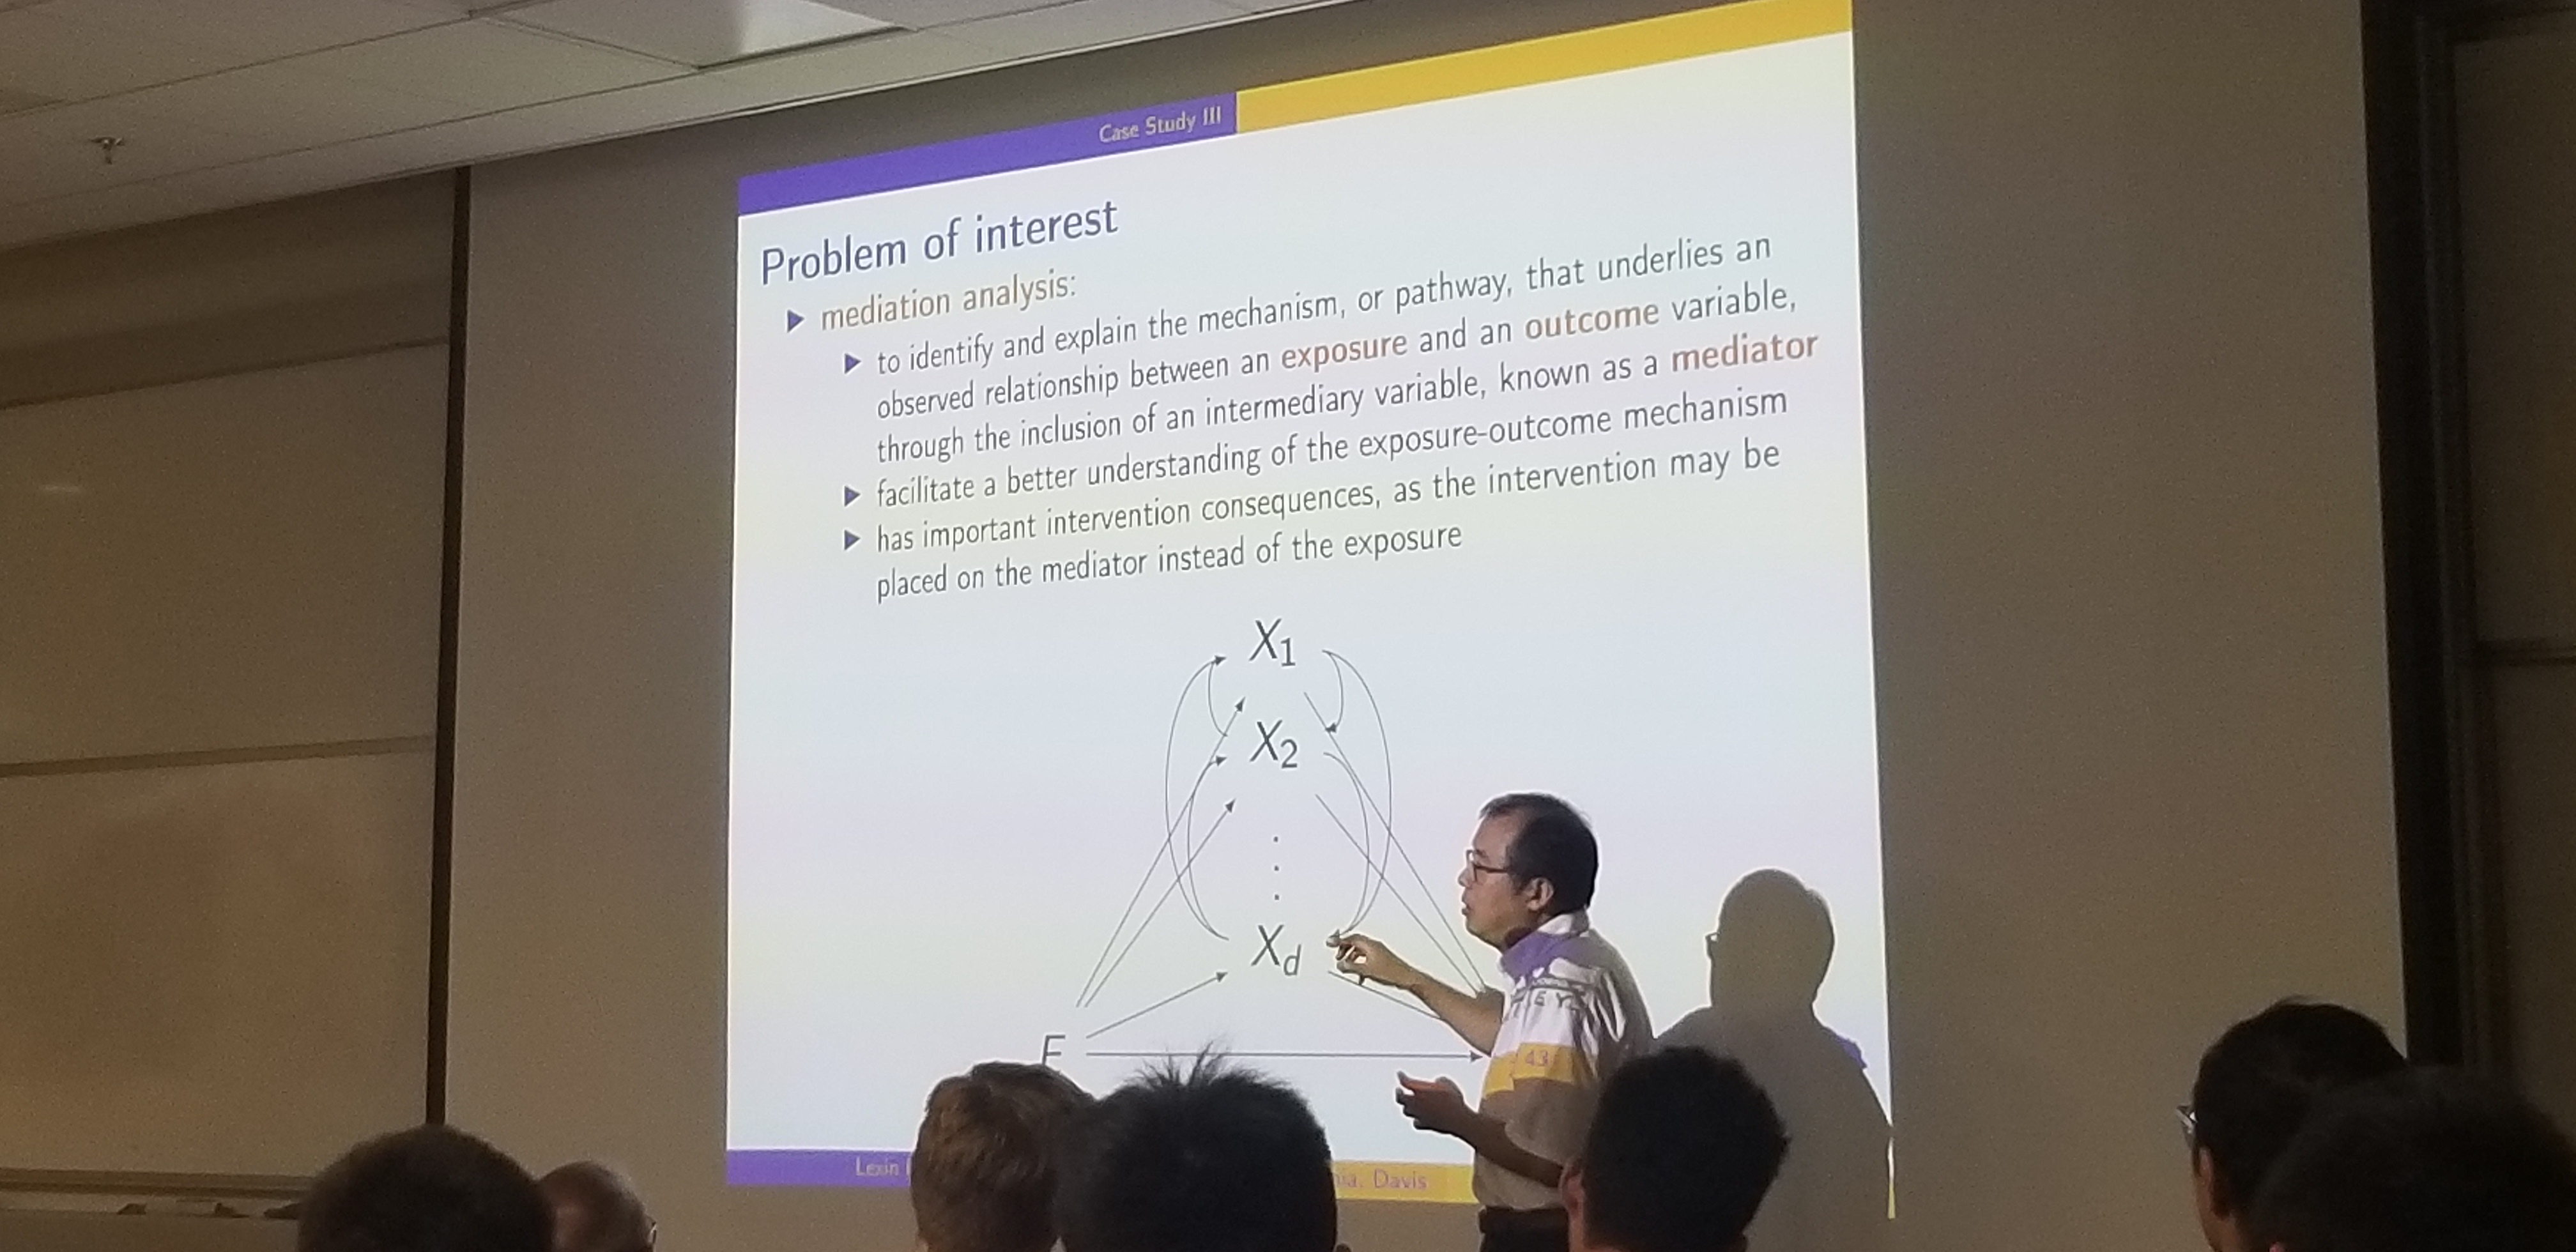 Case Study III
Problem of interest
▶ mediation analysis:
▶ to identify and explain the mechanism, or pathway, that underlies an
observed relationship between an exposure and an outcome variable,
through the inclusion of an intermediary variable, known as a mediator
▶ facilitate a better understanding of the exposure-outcome mechanism
▶ has important intervention consequences, as the intervention may be
placed on the mediator instead of the exposure
X1
X2
Xd
43
Lexin
Davis